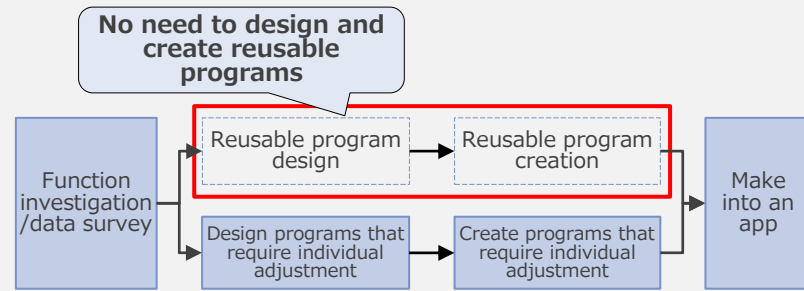 No need to design and
create reusable
programs
Function
investigation
/data survey
Reusable program
design
Reusable program
creation
Design programs that
require individual
adjustment
Create programs that
require individual
adjustment
Make
into an
app